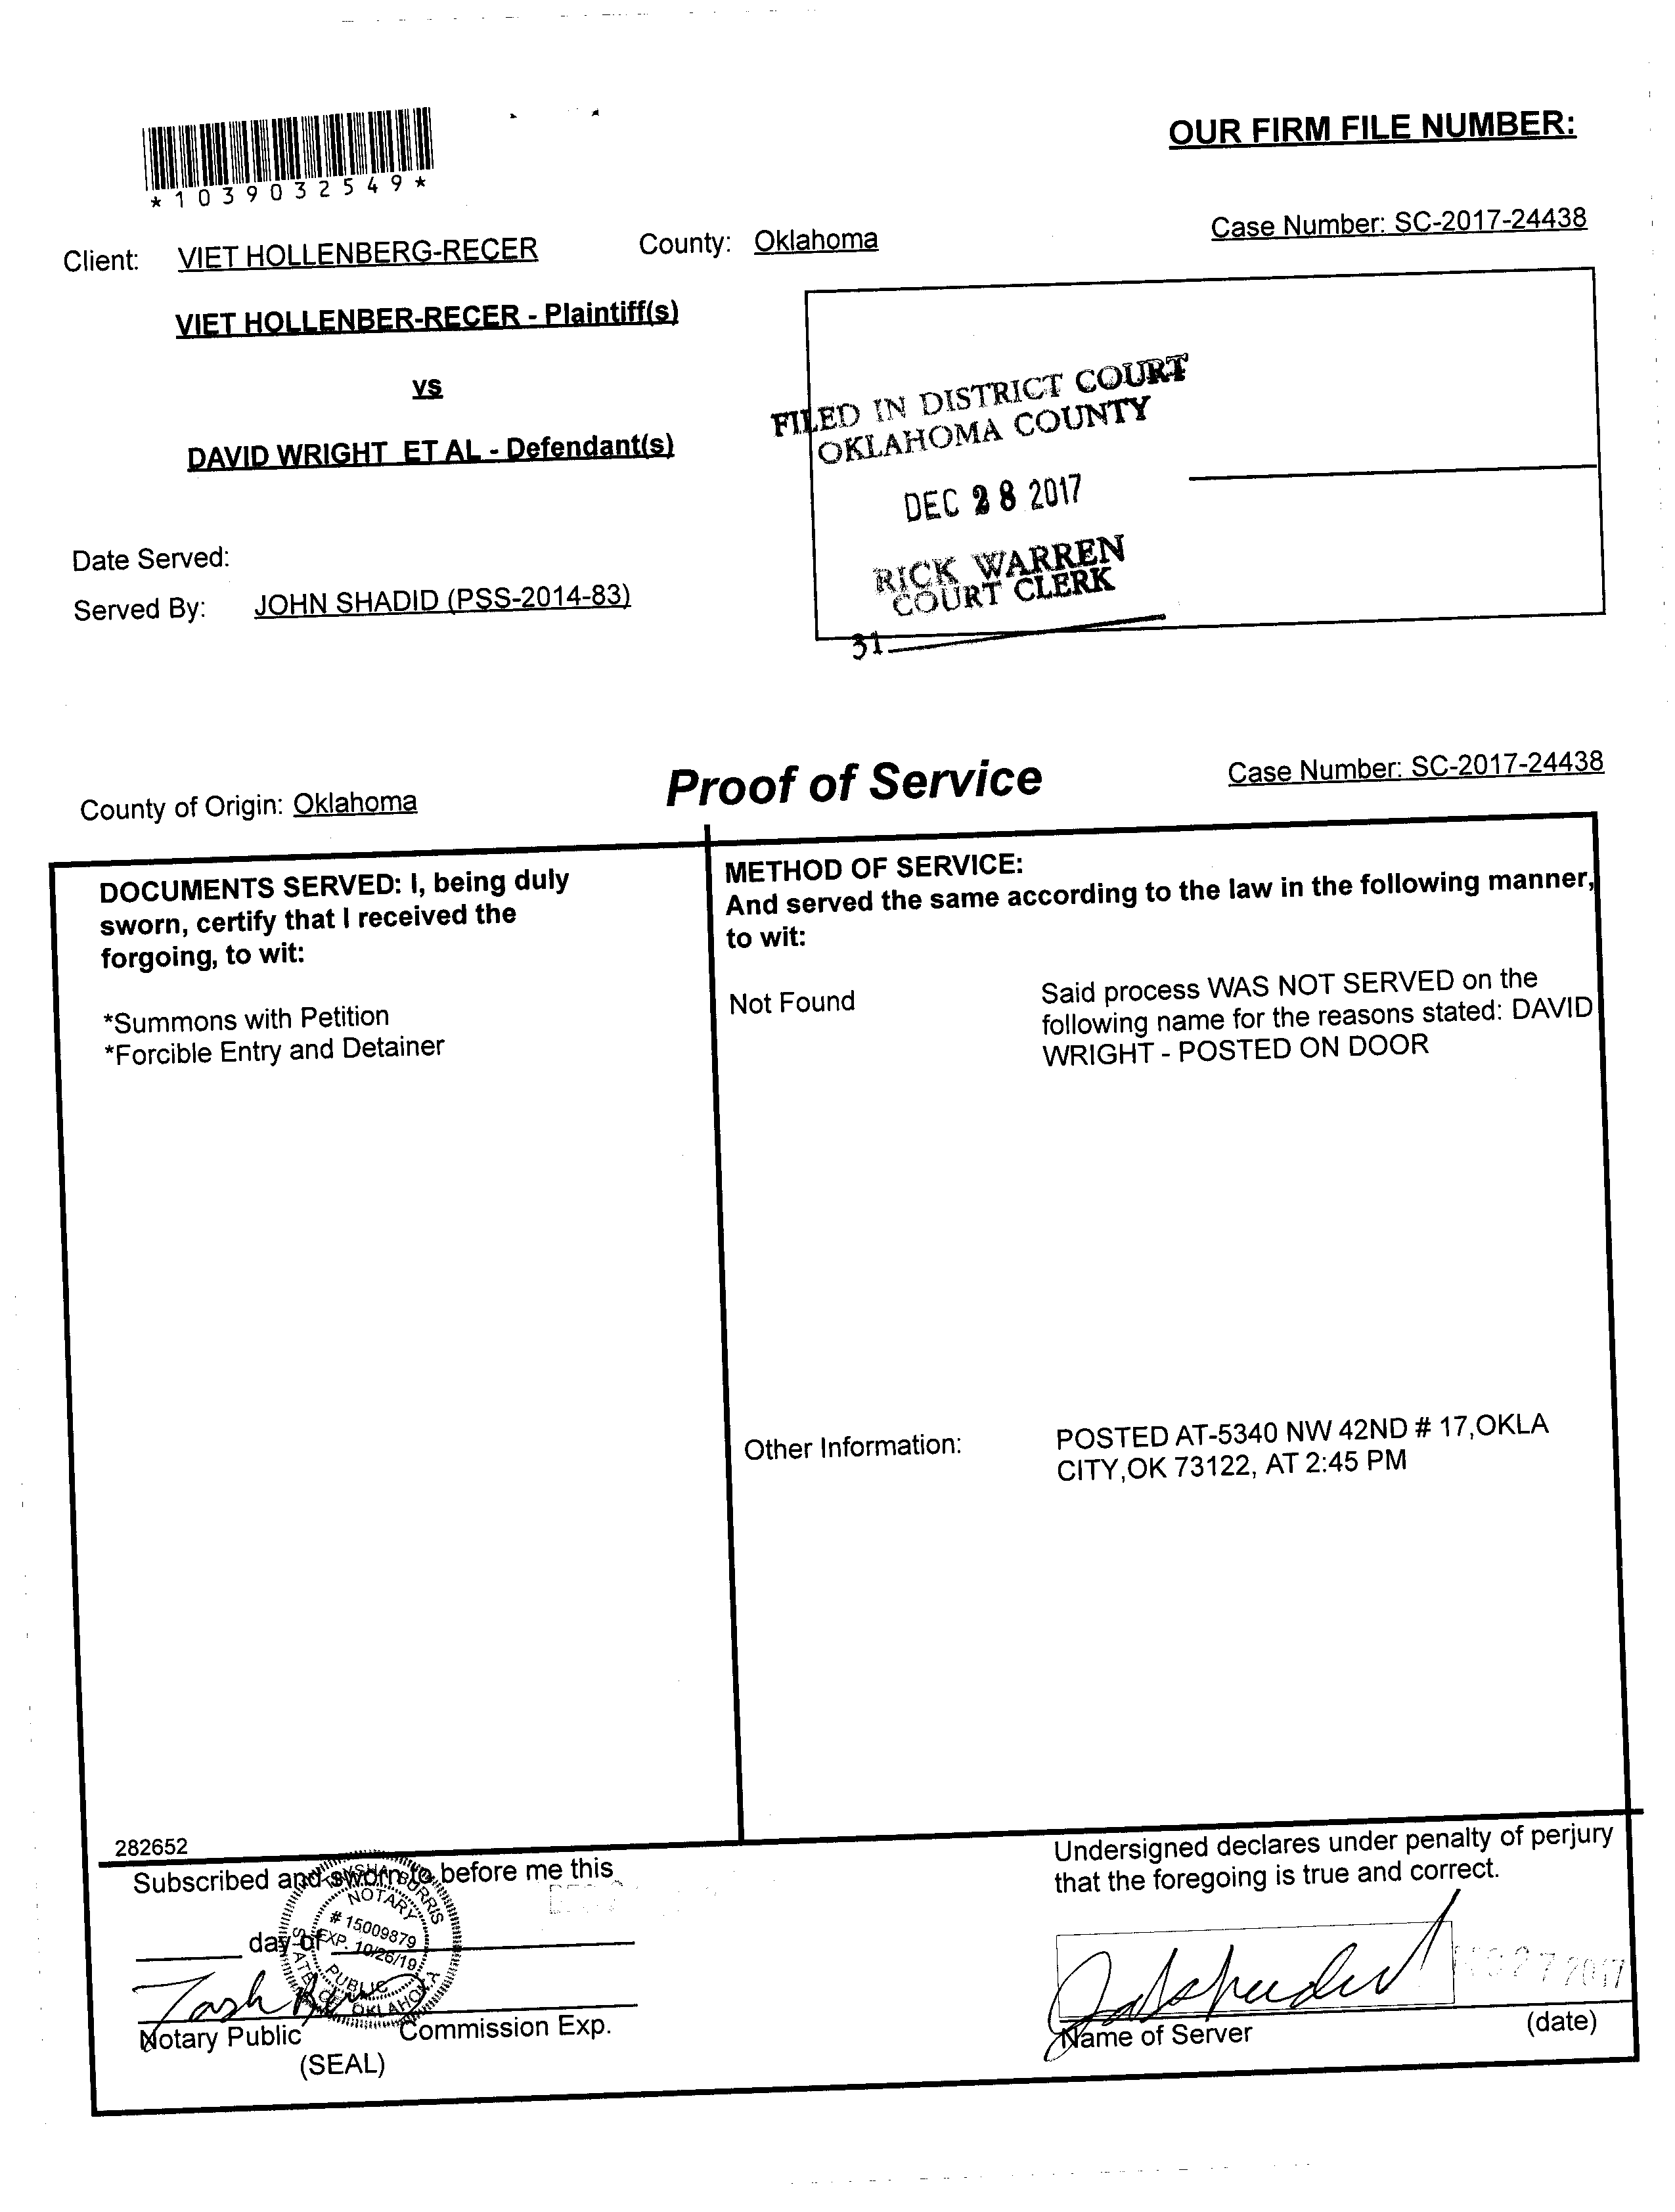 OUR FIRM FILE NUMBER:
*1039032549*
Client: VIET HOLLENBERG-RECER County: Oklahoma Case Number: SC-2017-24438
VIET HOLLENBER-RECER - Plaintiff(s)
vs
DAVID WRIGHT ET AL - Defendant(s)
FILED IN DISTRICT COURT
OKLAHOMA COUNTY
DEC 28 2017
RICK WARREN
COURT CLERK
31
Date Served:
Served By: JOHN SHADID (PSS-2014-83)
County of Origin: Oklahoma Proof of Service Case Number: SC-2017-24438
DOCUMENTS SERVED: I, being duly
sworn, certify that I received the
forgoing, to wit:
*Summons with Petition
*Forcible Entry and Detainer
METHOD OF SERVICE:
And served the same according to the law in the following manner,
to wit:
Not Found
Said process WAS NOT SERVED on the
following name for the reasons stated: DAVID
WRIGHT - POSTED ON DOOR
Other Information:
POSTED AT-5340 NW 42ND # 17,OKLA
CITY,OK 73122, AT 2:45 PM
282652
Subscribed and sworn to before me this
day of
BURRIS
NOTARY
# 15009879
EXP. 10/26/19
PUBLIC
STATE OF OKLAHOMA
Notary Public Commission Exp.
(SEAL)
Undersigned declares under penalty of perjury
that the foregoing is true and correct.
27 2017
Name of Server (date)